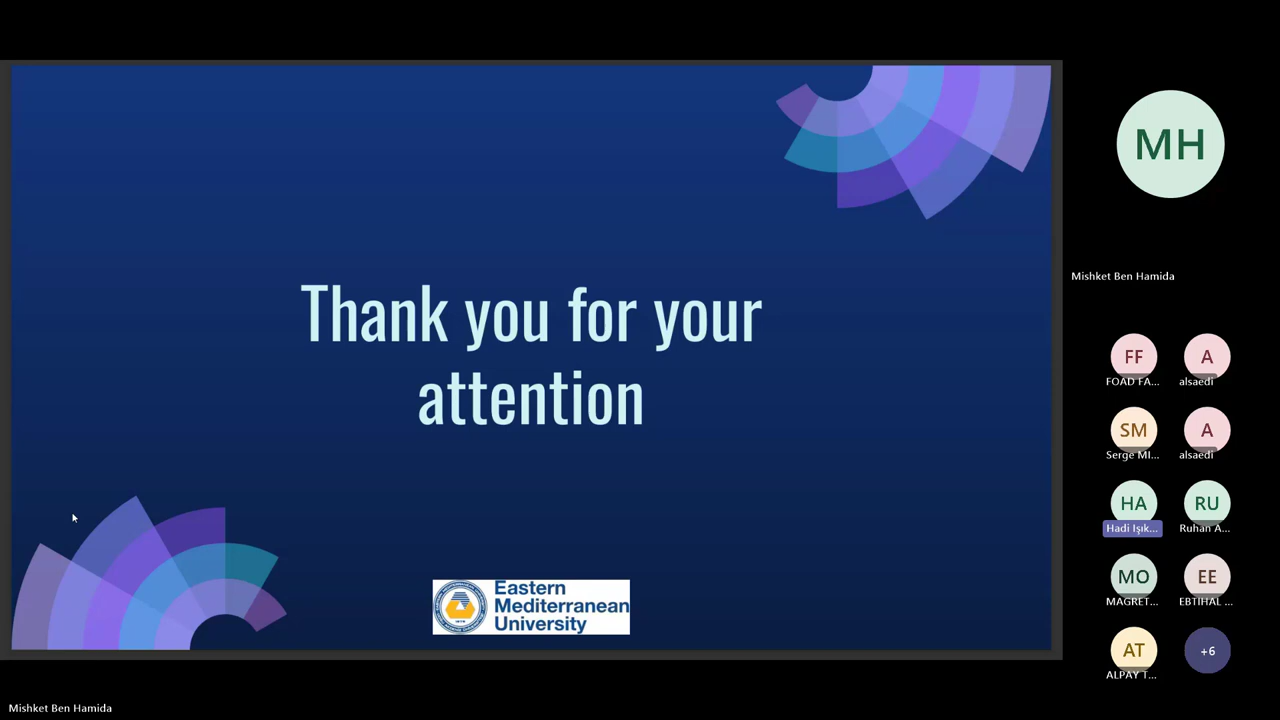 Thank you for your
attention
Eastern
Mediterranean
University
MH
Mishket Ben Hamida
FF
A
FOAD FA...
alsaedi
SM
A
Serge MI...
alsaedi
HA
RU
Hadi Işık...
Ruhan A...
MO
EE
MAGRET...
EBTIHAL ...
AT
+6
ALPAY T...
Mishket Ben Hamida